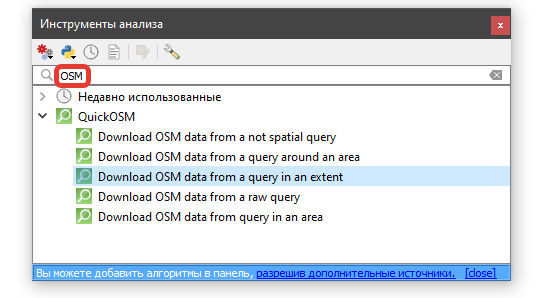 Инструменты анализа
OSM
Недавно использованные
QuickOSM
Download OSM data from a not spatial query
Download OSM data from a query around an area
Download OSM data from a query in an extent
Download OSM data from a raw query
Download OSM data from query in an area
Вы можете добавить алгоритмы в панель, разрешив дополнительные источники. [close]